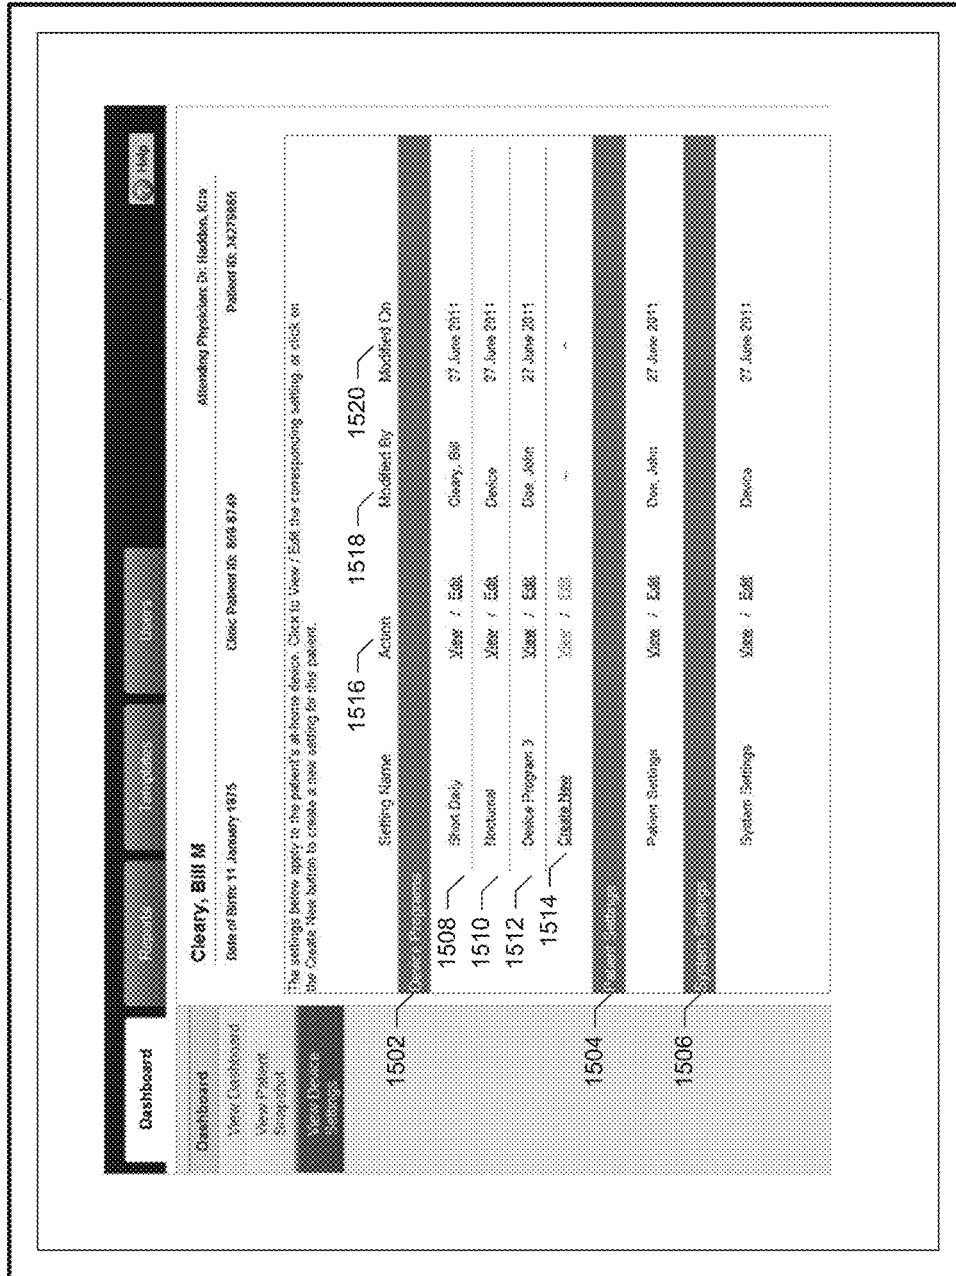 Dashboard
Help
Dashboard
View Dashboard
View Patient
Snapshot
Cleary, Bill M
Attending Physician: Dr. Hadden, Kris
Date of Birth: 11 January 1975
Clinic Patient ID:
Patient ID:
The settings below apply to the patient's at-home device. Click to View / Edit the corresponding setting, or click on
the Create New button to create a new setting for this patient.
1516 1518 1520
Setting Name Action Modified By Modified On
1502
1508 Short Daily View / Edit Cleary, Bill 27 June 2011
1510 Nocturnal View / Edit Device 27 June 2011
1512 Device Program 3 View / Edit Doe, John 27 June 2011
1514 Create New View / Edit - -
1504
Patient Settings View / Edit Doe, John 27 June 2011
1506
System Settings View / Edit Device 27 June 2011